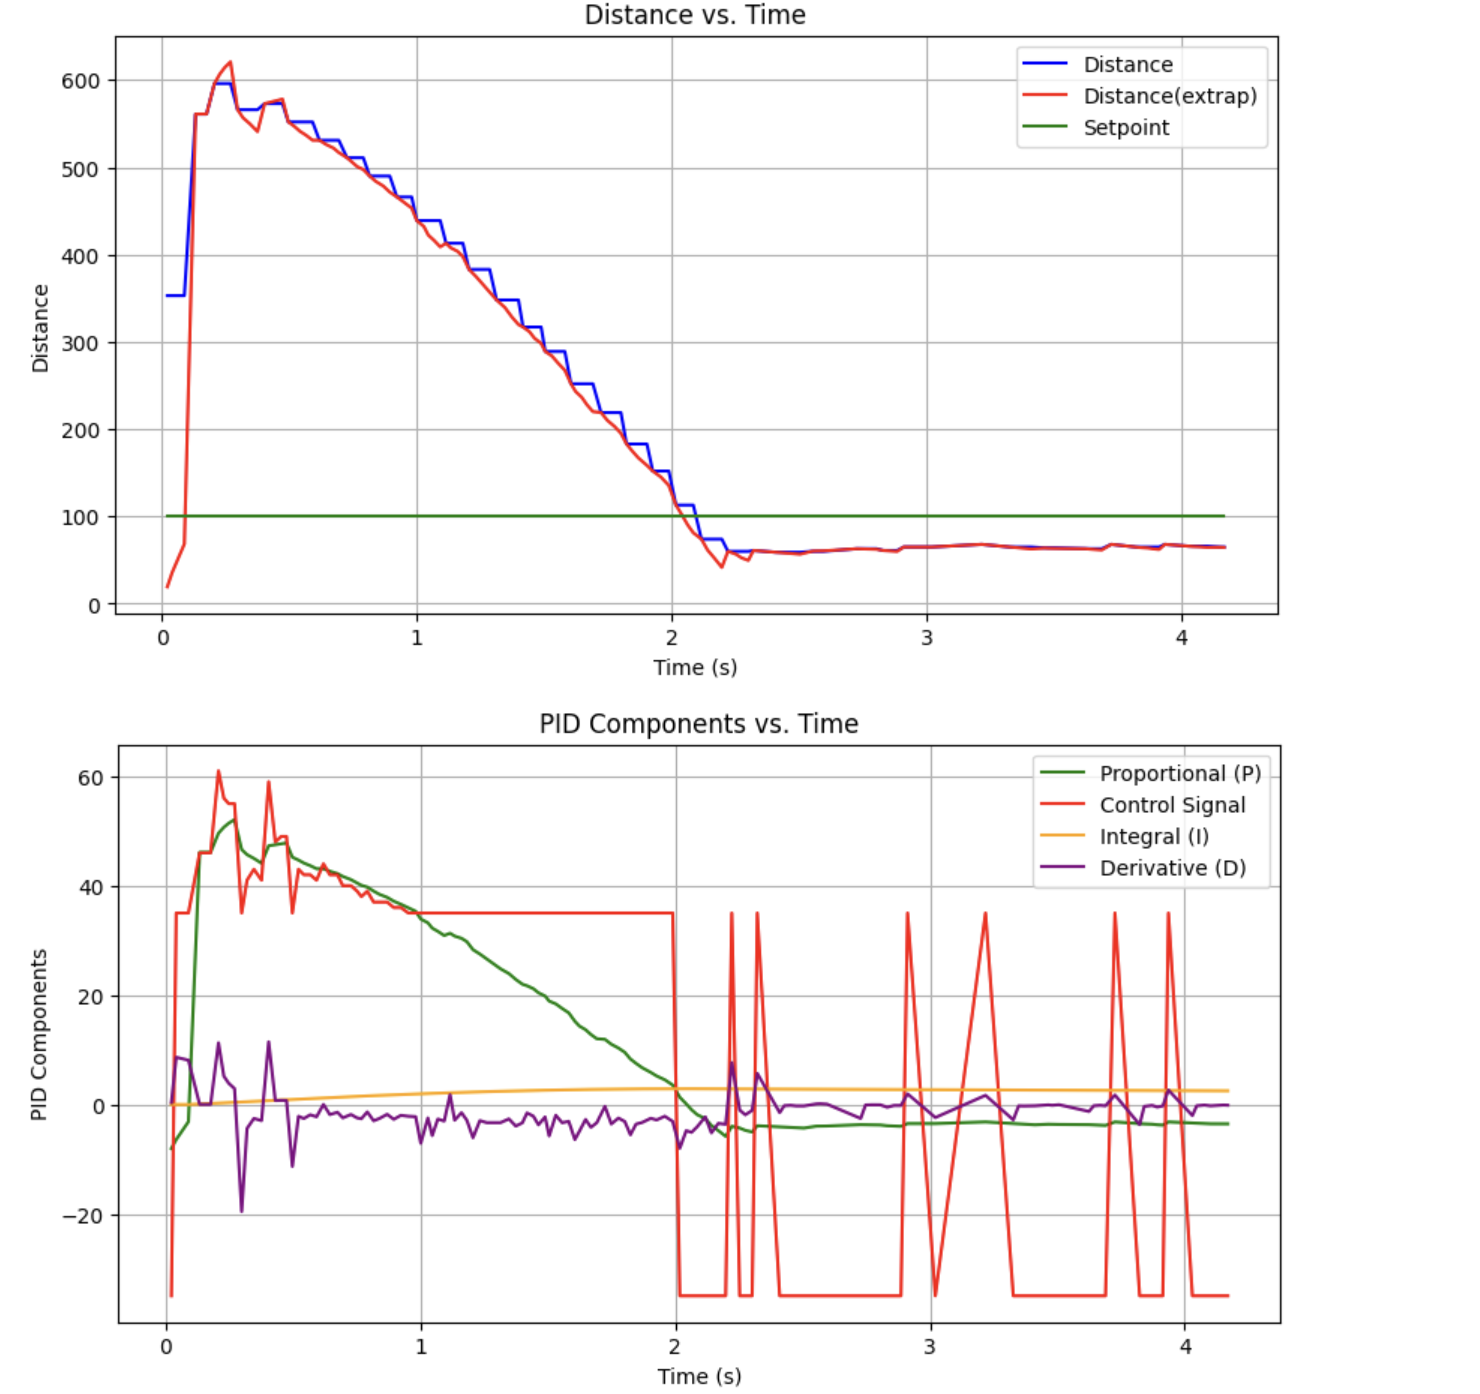 Distance vs. Time
Distance
Distance(extrap)
Setpoint
600
500
400
300
200
100
0
Distance
0 1 2 3 4
Time (s)
PID Components vs. Time
Proportional (P)
Control Signal
Integral (I)
Derivative (D)
60
40
20
0
−20
PID Components
0 1 2 3 4
Time (s)